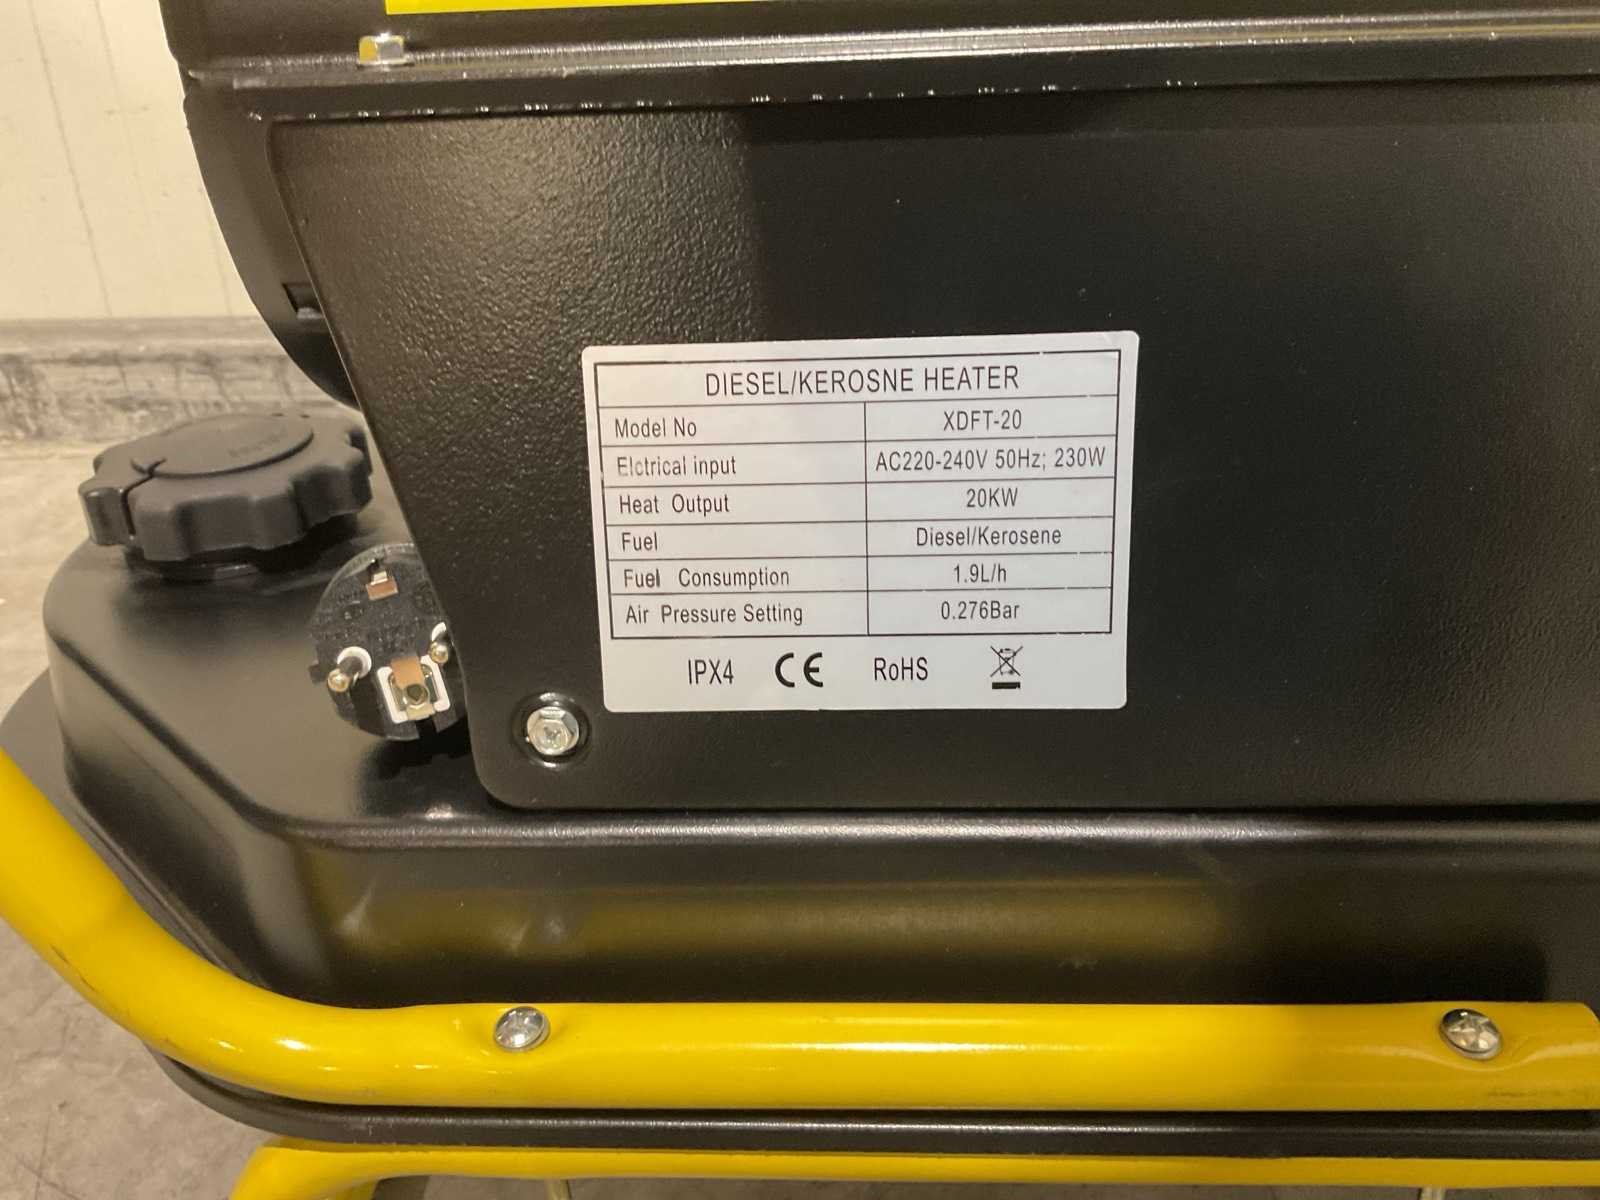 DIESEL/KEROSNE HEATER
Model No XDFT-20
Elctrical input AC220-240V 50Hz; 230W
Heat Output 20KW
Fuel Diesel/Kerosene
Fuel Consumption 1.9L/h
Air Pressure Setting 0.276Bar
IPX4 CE RoHS